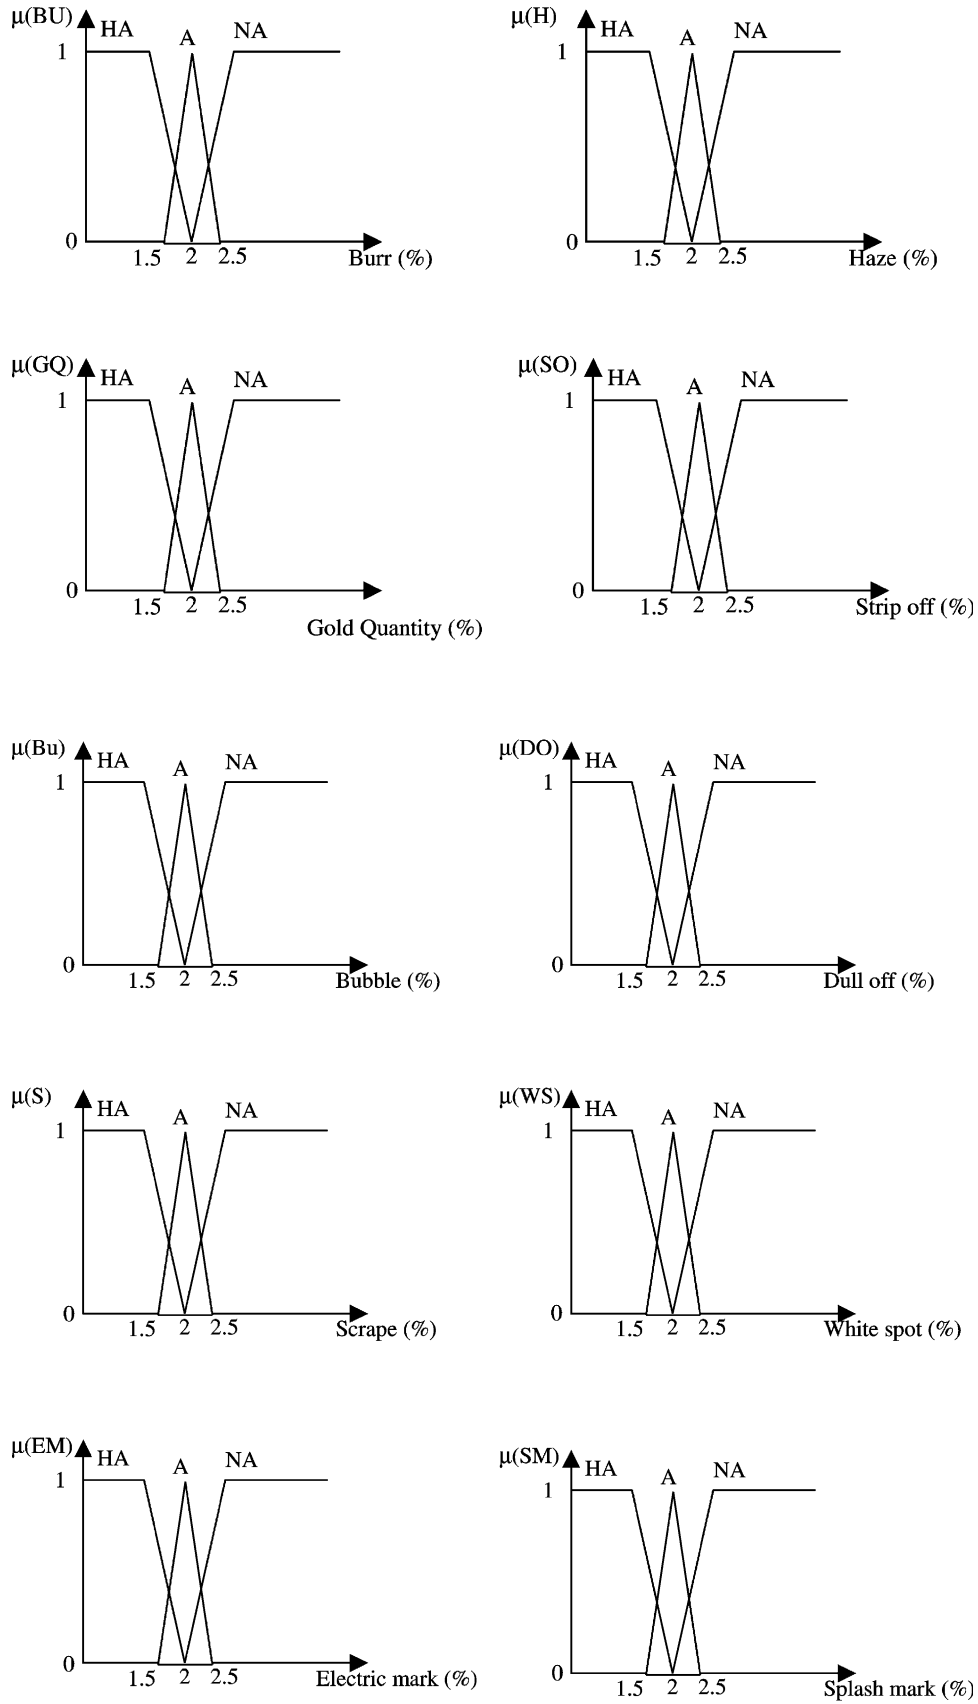 μ(BU) HA A NA
1
0
1.5 2 2.5 Burr (%)
μ(H) HA A NA
1
0
1.5 2 2.5 Haze (%)
μ(GQ) HA A NA
1
0
1.5 2 2.5
Gold Quantity (%)
μ(SO) HA A NA
1
0
1.5 2 2.5 Strip off (%)
μ(Bu) HA A NA
1
0
1.5 2 2.5 Bubble (%)
μ(DO) HA A NA
1
0
1.5 2 2.5 Dull off (%)
μ(S) HA A NA
1
0
1.5 2 2.5 Scrape (%)
μ(WS) HA A NA
1
0
1.5 2 2.5 White spot (%)
μ(EM) HA A NA
1
0
1.5 2 2.5 Electric mark (%)
μ(SM) HA A NA
1
0
1.5 2 2.5 Splash mark (%)